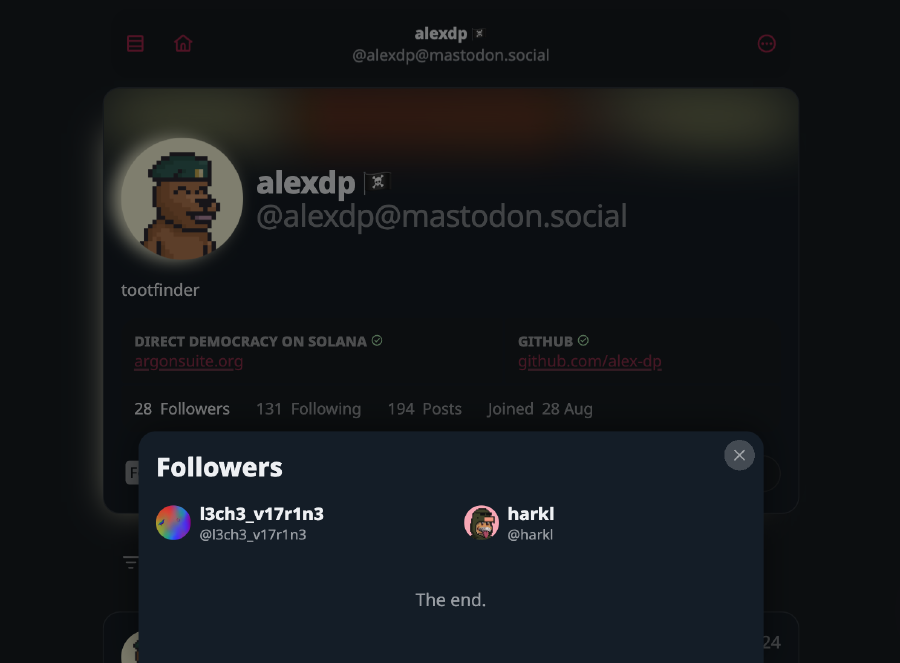 alexdp
@alexdp@mastodon.social
alexdp
@alexdp@mastodon.social
tootfinder
DIRECT DEMOCRACY ON SOLANA
argonsuite.org
GITHUB
github.com/alex-dp
28 Followers 131 Following 194 Posts Joined 28 Aug
Followers
l3ch3_v17r1n3
@l3ch3_v17r1n3
harkl
@harkl
The end.
24